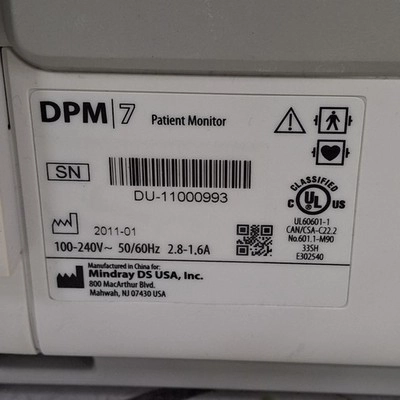 DPM|7 Patient Monitor
SN
DU-11000993
2011-01
100-240V~ 50/60Hz 2.8-1.6A
Manufactured in China for:
Mindray DS USA, Inc.
800 MacArthur Blvd.
Mahwah, NJ 07430 USA
CLASSIFIED
C UL US
UL60601-1
CAN/CSA-C22.2
No.601.1-M90
335H
E302540